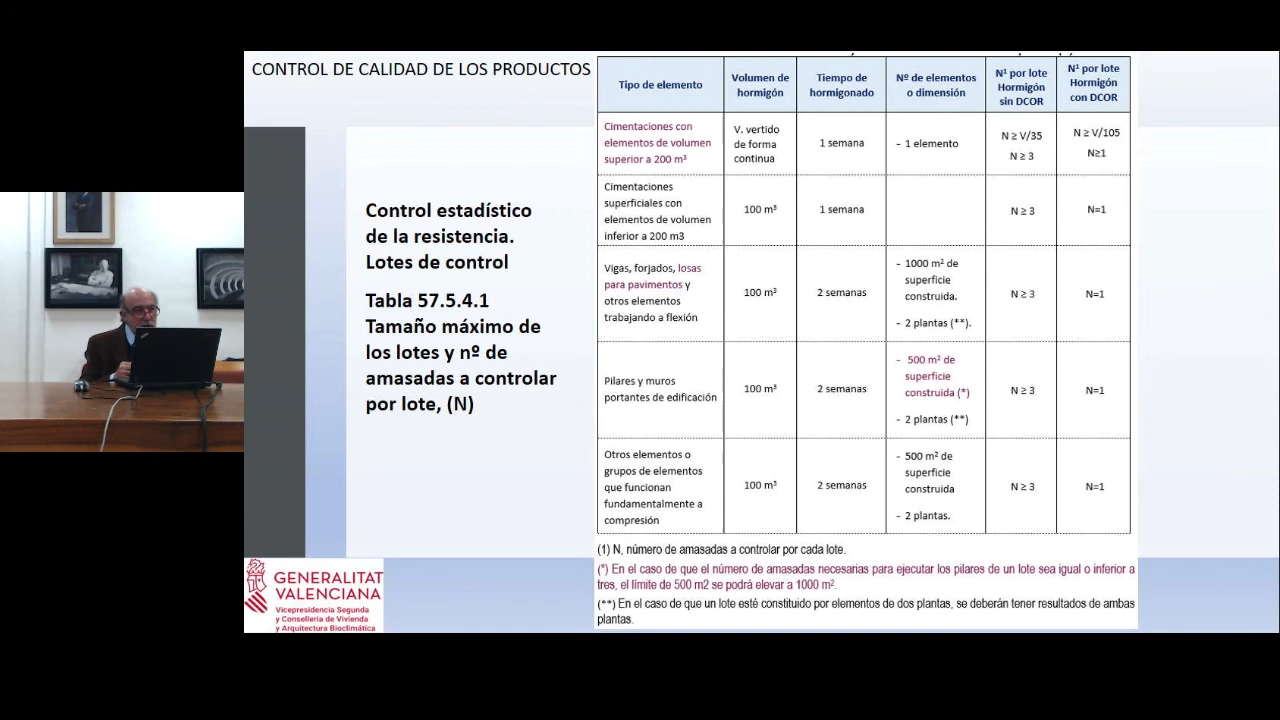 CONTROL DE CALIDAD DE LOS PRODUCTOS
Control estadístico
de la resistencia.
Lotes de control
Tabla 57.5.4.1
Tamaño máximo de
los lotes y nº de
amasadas a controlar
por lote, (N)
Tipo de elemento
Volumen de
hormigón
Tiempo de
hormigonado
Nº de elementos
o dimensión
N¹ por lote
Hormigón
sin DCOR
N¹ por lote
Hormigón
con DCOR
Cimentaciones con
elementos de volumen
superior a 200 m³
V. vertido
de forma
continua
1 semana
- 1 elemento
N ≥ V/35
N ≥ 3
N ≥ V/105
N≥1
Cimentaciones
superficiales con
elementos de volumen
inferior a 200 m3
100 m³
1 semana
N ≥ 3
N=1
Vigas, forjados, losas
para pavimentos y
otros elementos
trabajando a flexión
100 m³
2 semanas
- 1000 m² de
superficie
construida.
- 2 plantas (**).
N ≥ 3
N=1
Pilares y muros
portantes de edificación
100 m³
2 semanas
- 500 m² de
superficie
construida (*)
- 2 plantas (**)
N ≥ 3
N=1
Otros elementos o
grupos de elementos
que funcionan
fundamentalmente a
compresión
100 m³
2 semanas
- 500 m² de
superficie
construida
- 2 plantas.
N ≥ 3
N=1
(1) N, número de amasadas a controlar por cada lote.
(*) En el caso de que el número de amasadas necesarias para ejecutar los pilares de un lote sea igual o inferior a
tres, el límite de 500 m2 se podrá elevar a 1000 m².
(**) En el caso de que un lote esté constituido por elementos de dos plantas, se deberán tener resultados de ambas
plantas.
GENERALITAT
VALENCIANA
Vicepresidencia Segunda
y Conselleria de Vivienda
y Arquitectura Bioclimática